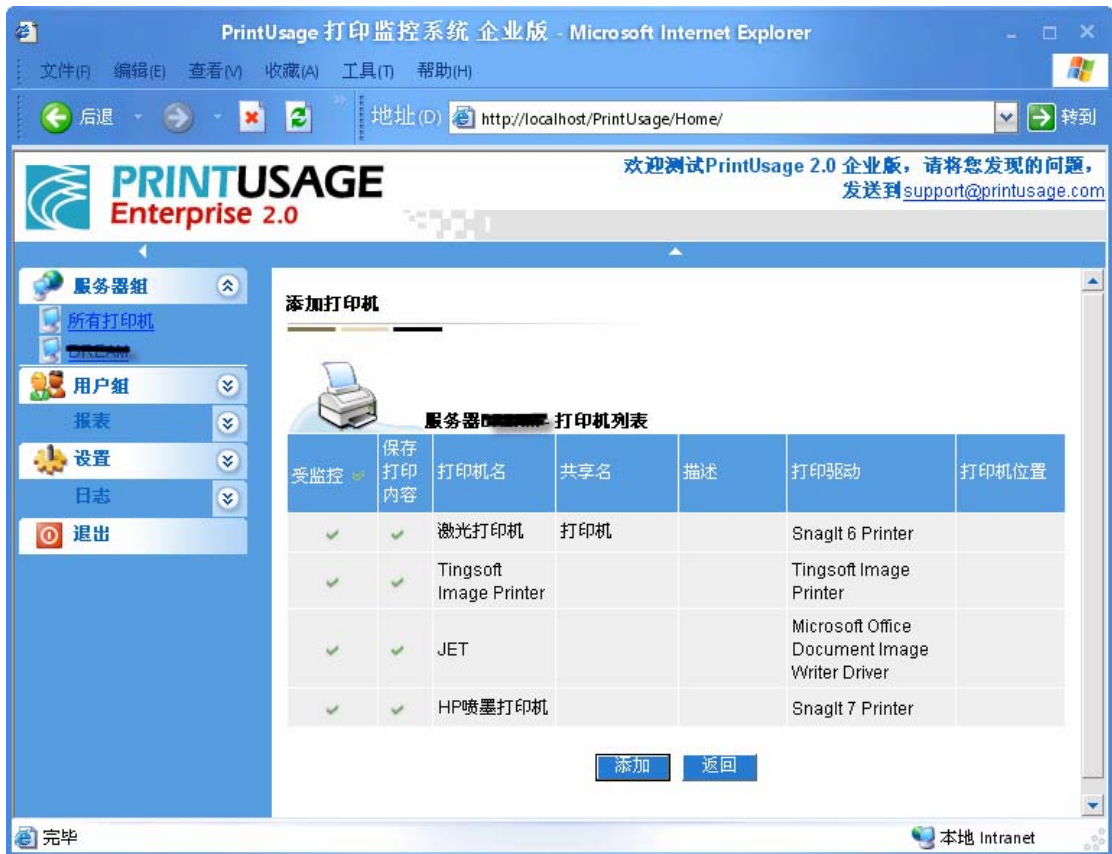 PrintUsage 打印监控系统 企业版 - Microsoft Internet Explorer
文件(F) 编辑(E) 查看(V) 收藏(A) 工具(T) 帮助(H)
后退 地址(D) http://localhost/PrintUsage/Home/ 转到
PRINTUSAGE
Enterprise 2.0
欢迎测试PrintUsage 2.0 企业版，请将您发现的问题，
发送到support@printusage.com
服务器组
所有打印机
用户组
报表
设置
日志
退出
添加打印机
服务器 打印机列表
受监控 保存打印内容 打印机名 共享名 描述 打印驱动 打印机位置
激光打印机 打印机 SnagIt 6 Printer
Tingsoft Image Printer Tingsoft Image Printer
JET Microsoft Office Document Image Writer Driver
HP喷墨打印机 SnagIt 7 Printer
添加 返回
完毕 本地 Intranet